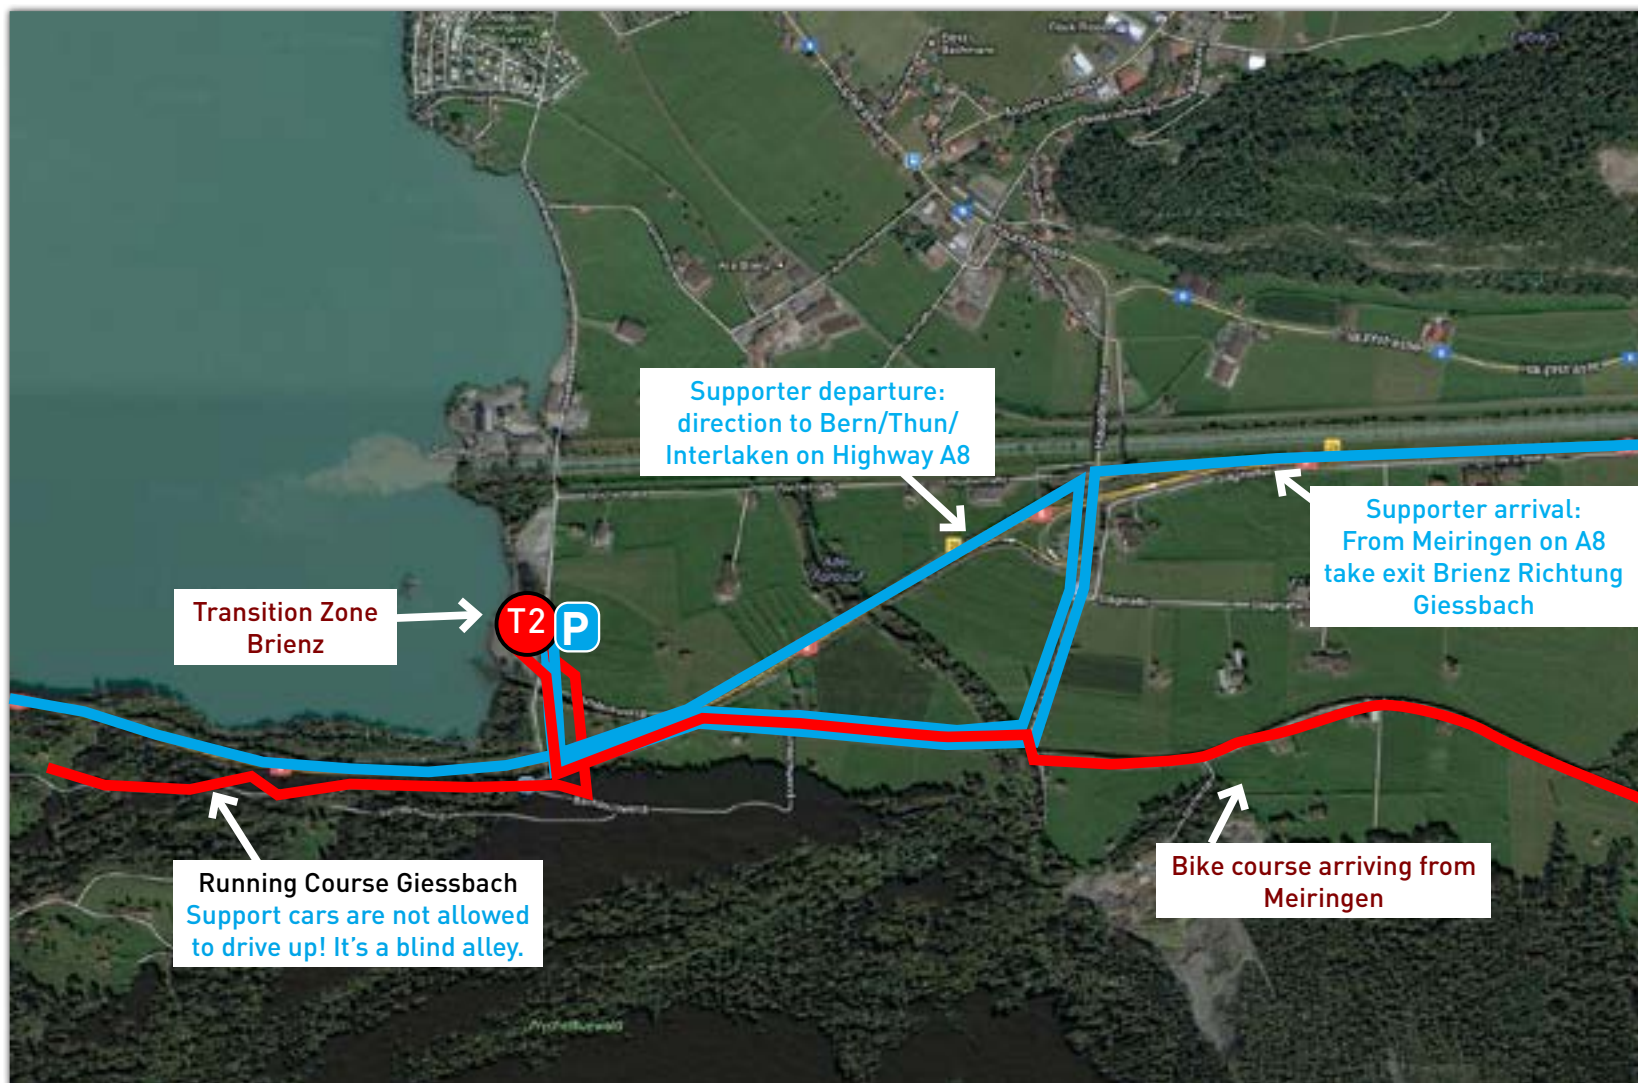 Supporter departure:
direction to Bern/Thun/
Interlaken on Highway A8
Supporter arrival:
From Meiringen on A8
take exit Brienz Richtung
Giessbach
Transition Zone
Brienz
T2
P
Running Course Giessbach
Support cars are not allowed
to drive up! It's a blind alley.
Bike course arriving from
Meiringen